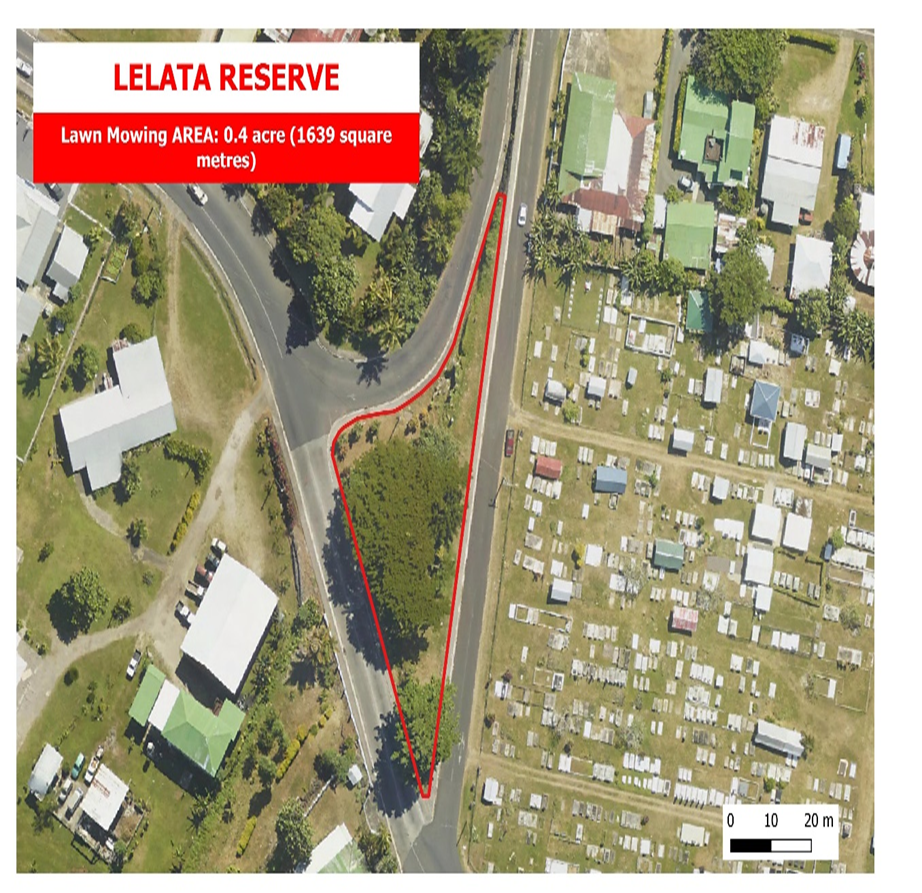 LELATA RESERVE
Lawn Mowing AREA: 0.4 acre (1639 square
metres)
0 10 20 m